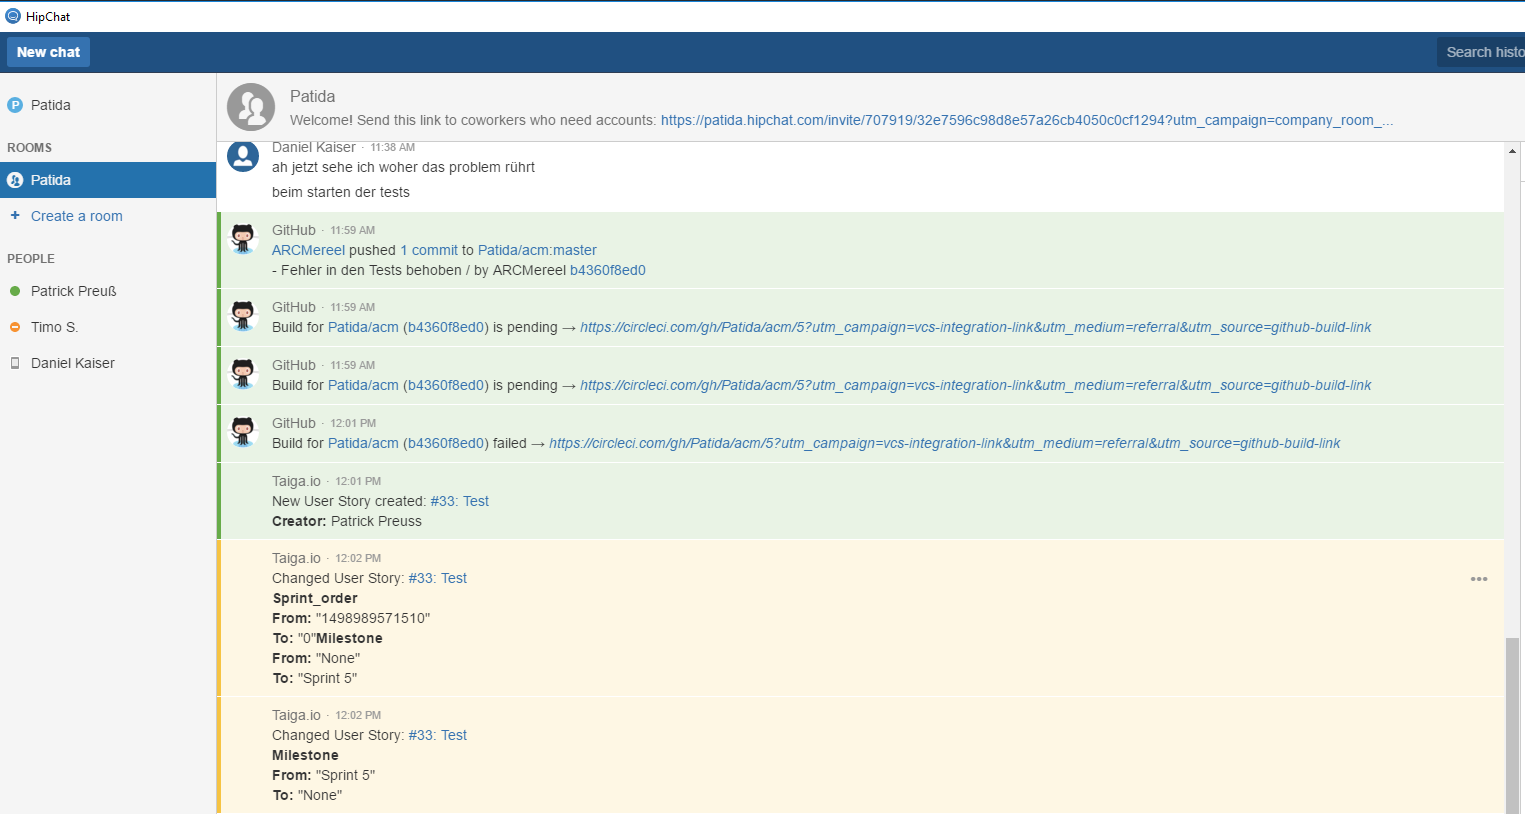 HipChat
New chat
Search histo
Patida
ROOMS
Patida
Create a room
PEOPLE
Patrick Preuß
Timo S.
Daniel Kaiser
Patida
Welcome! Send this link to coworkers who need accounts: https://patida.hipchat.com/invite/707919/32e7596c98d8e57a26cb4050c0cf1294?utm_campaign=company_room_...
Daniel Kaiser · 11:38 AM
ah jetzt sehe ich woher das problem rührt
beim starten der tests
GitHub · 11:59 AM
ARCMereel pushed 1 commit to Patida/acm:master
- Fehler in den Tests behoben / by ARCMereel b4360f8ed0
GitHub · 11:59 AM
Build for Patida/acm (b4360f8ed0) is pending → https://circleci.com/gh/Patida/acm/5?utm_campaign=vcs-integration-link&utm_medium=referral&utm_source=github-build-link
GitHub · 11:59 AM
Build for Patida/acm (b4360f8ed0) is pending → https://circleci.com/gh/Patida/acm/5?utm_campaign=vcs-integration-link&utm_medium=referral&utm_source=github-build-link
GitHub · 12:01 PM
Build for Patida/acm (b4360f8ed0) failed → https://circleci.com/gh/Patida/acm/5?utm_campaign=vcs-integration-link&utm_medium=referral&utm_source=github-build-link
Taiga.io · 12:01 PM
New User Story created: #33: Test
Creator: Patrick Preuss
Taiga.io · 12:02 PM
Changed User Story: #33: Test
Sprint_order
From: "1498989571510"
To: "0"Milestone
From: "None"
To: "Sprint 5"
Taiga.io · 12:02 PM
Changed User Story: #33: Test
Milestone
From: "Sprint 5"
To: "None"